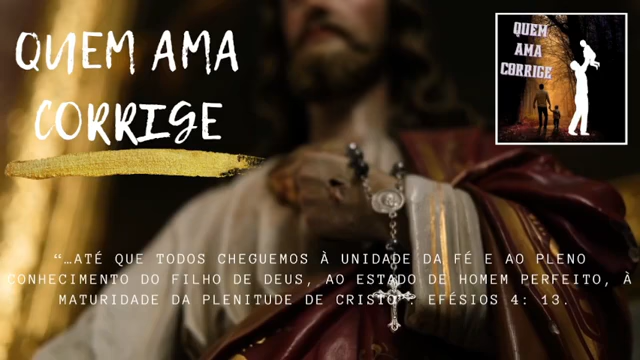 QUEM AMA
CORRIGE
QUEM
AMA
CORRIGE
“…ATÉ QUE TODOS CHEGUEMOS À UNIDADE DA FÉ E AO PLENO
CONHECIMENTO DO FILHO DE DEUS, AO ESTADO DE HOMEM PERFEITO, À
MATURIDADE DA PLENITUDE DE CRISTO”. EFÉSIOS 4: 13.